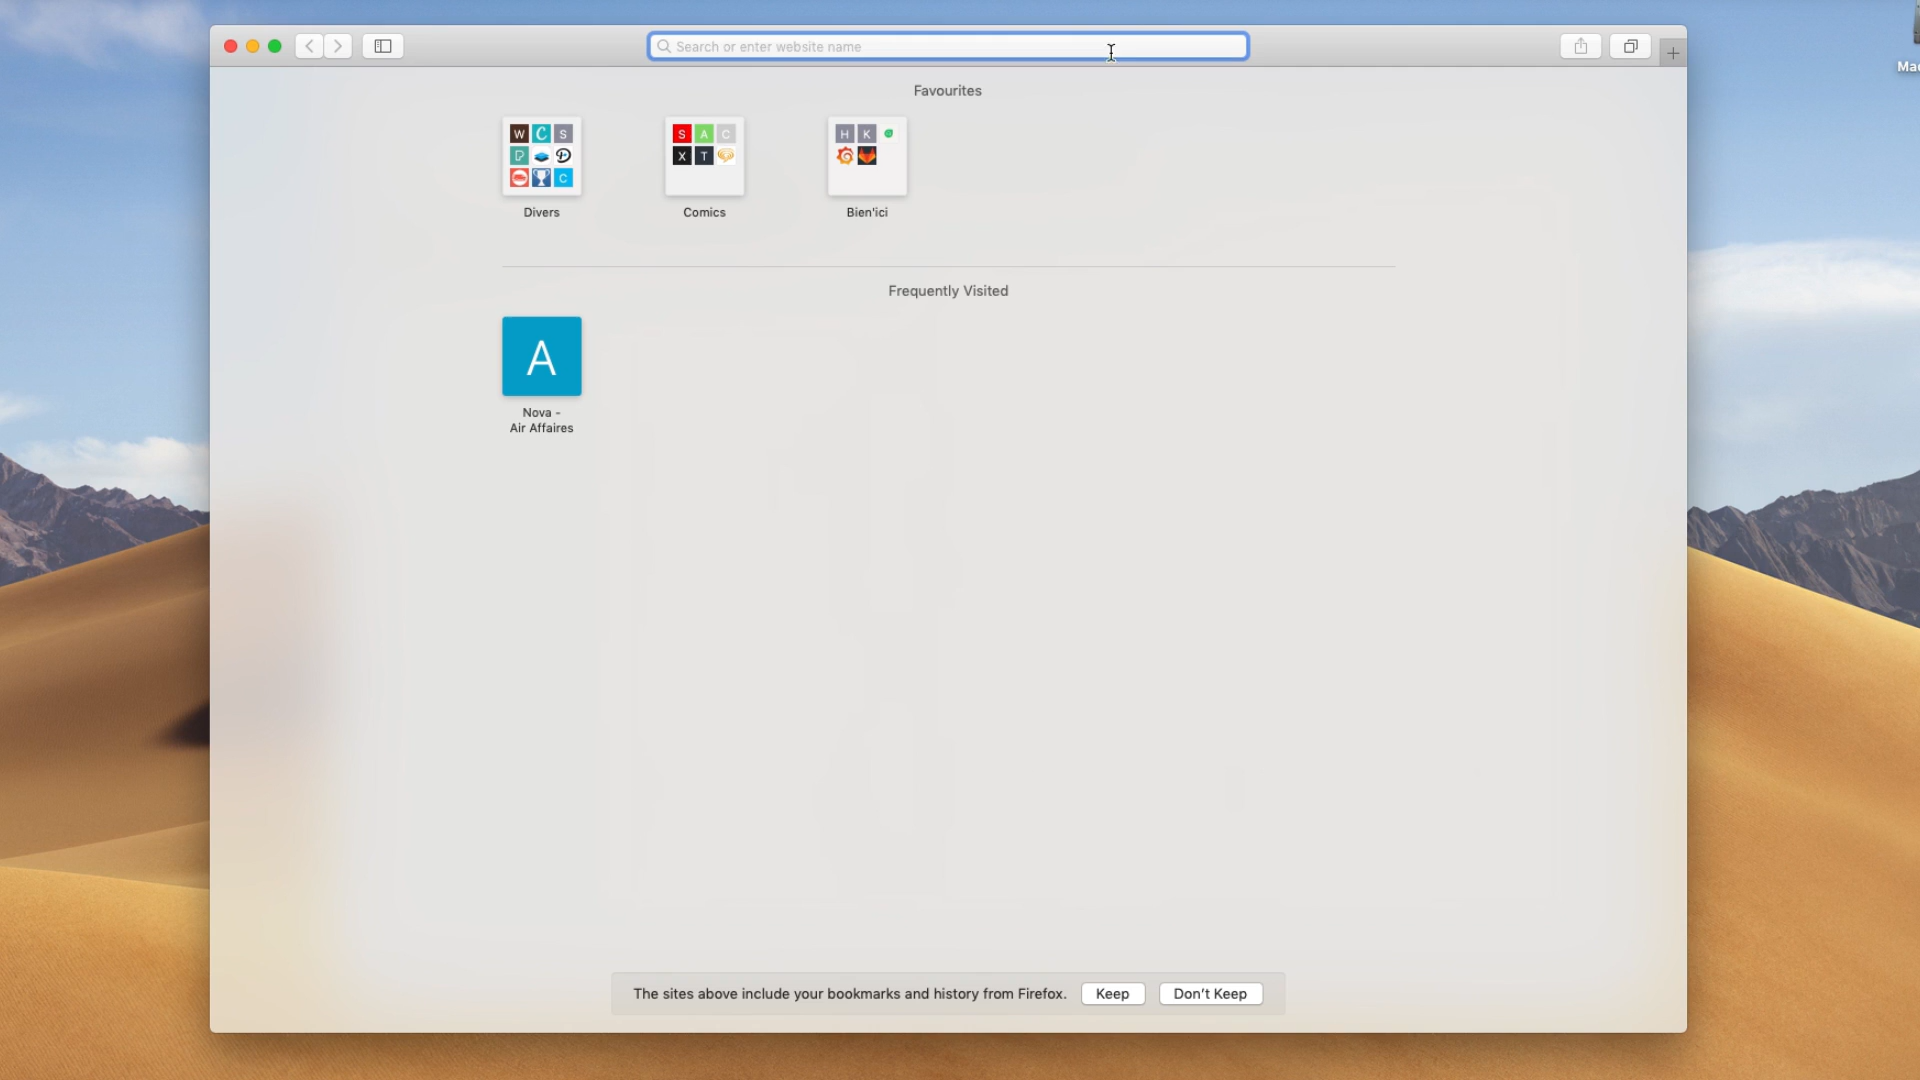 Search or enter website name
Favourites
W C S
P
C
Divers
S A C
X T
Comics
H K
Bien'ici
Frequently Visited
A
Nova -
Air Affaires
The sites above include your bookmarks and history from Firefox. Keep Don't Keep